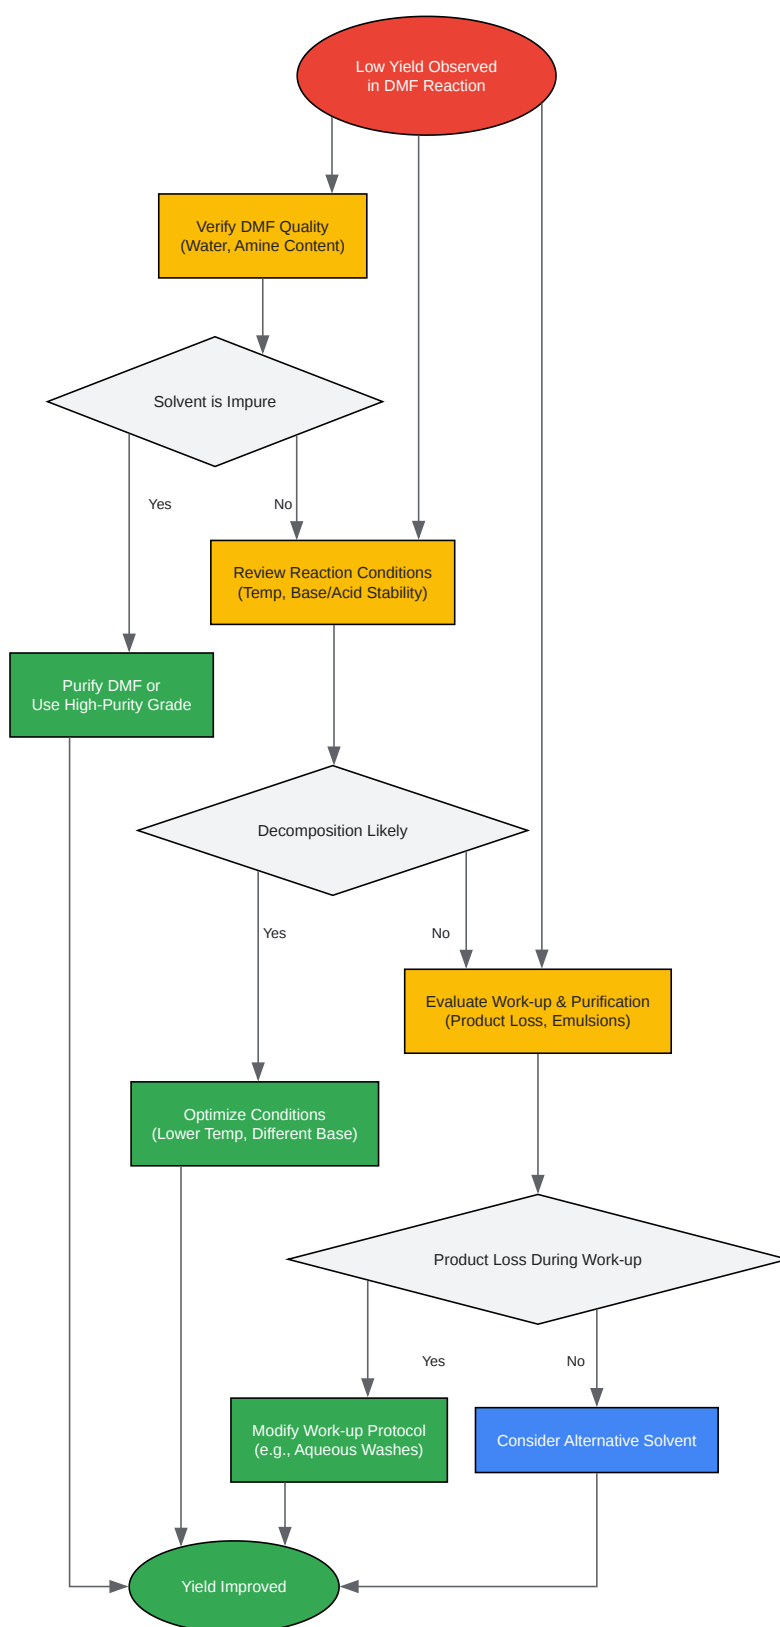 Low Yield Observed
in DMF Reaction
Verify DMF Quality
(Water, Amine Content)
Solvent is Impure
Yes
No
Review Reaction Conditions
(Temp, Base/Acid Stability)
Purify DMF or
Use High-Purity Grade
Decomposition Likely
Yes
No
Evaluate Work-up & Purification
(Product Loss, Emulsions)
Optimize Conditions
(Lower Temp, Different Base)
Product Loss During Work-up
Yes
No
Modify Work-up Protocol
(e.g., Aqueous Washes)
Consider Alternative Solvent
Yield Improved